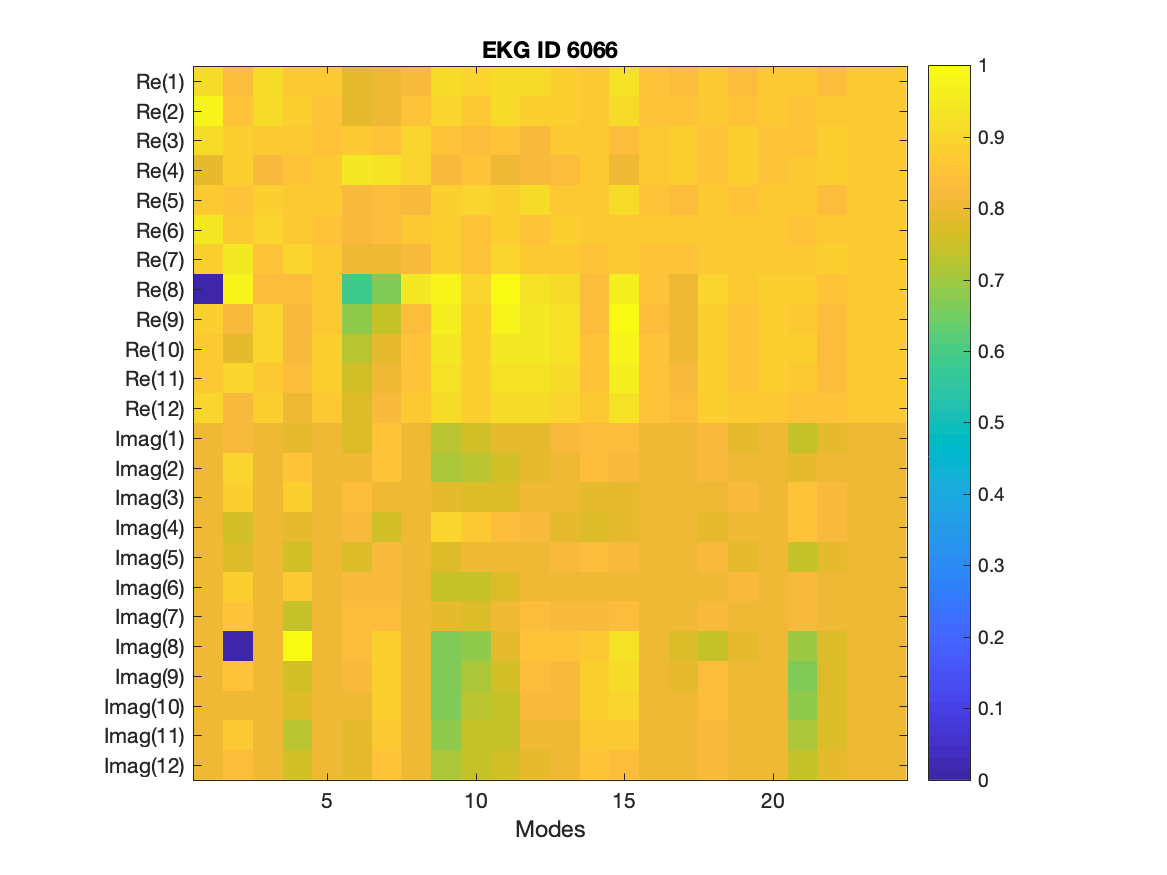 EKG ID 6066
Re(1)
Re(2)
Re(3)
Re(4)
Re(5)
Re(6)
Re(7)
Re(8)
Re(9)
Re(10)
Re(11)
Re(12)
Imag(1)
Imag(2)
Imag(3)
Imag(4)
Imag(5)
Imag(6)
Imag(7)
Imag(8)
Imag(9)
Imag(10)
Imag(11)
Imag(12)
5 10 15 20
Modes
1
0.9
0.8
0.7
0.6
0.5
0.4
0.3
0.2
0.1
0